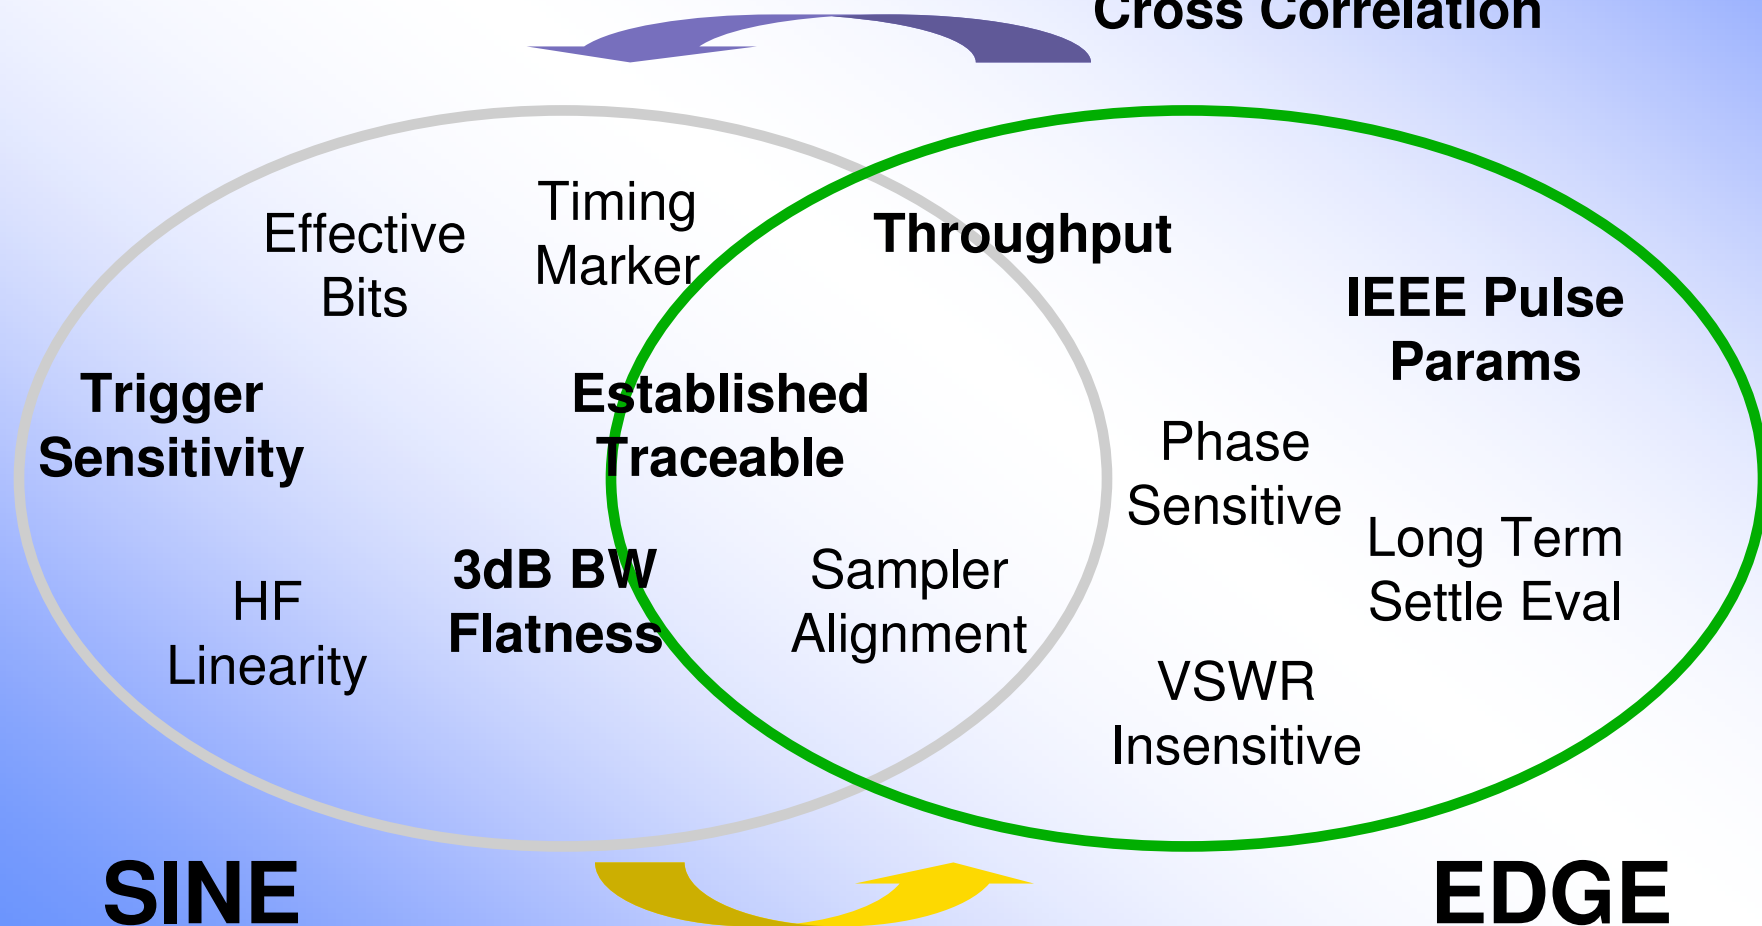 Cross Correlation
Timing
Marker
Effective
Bits
Throughput
IEEE Pulse
Params
Trigger
Sensitivity
Established
Traceable
Phase
Sensitive
Long Term
Settle Eval
3dB BW
Flatness
Sampler
Alignment
HF
Linearity
VSWR
Insensitive
SINE
EDGE